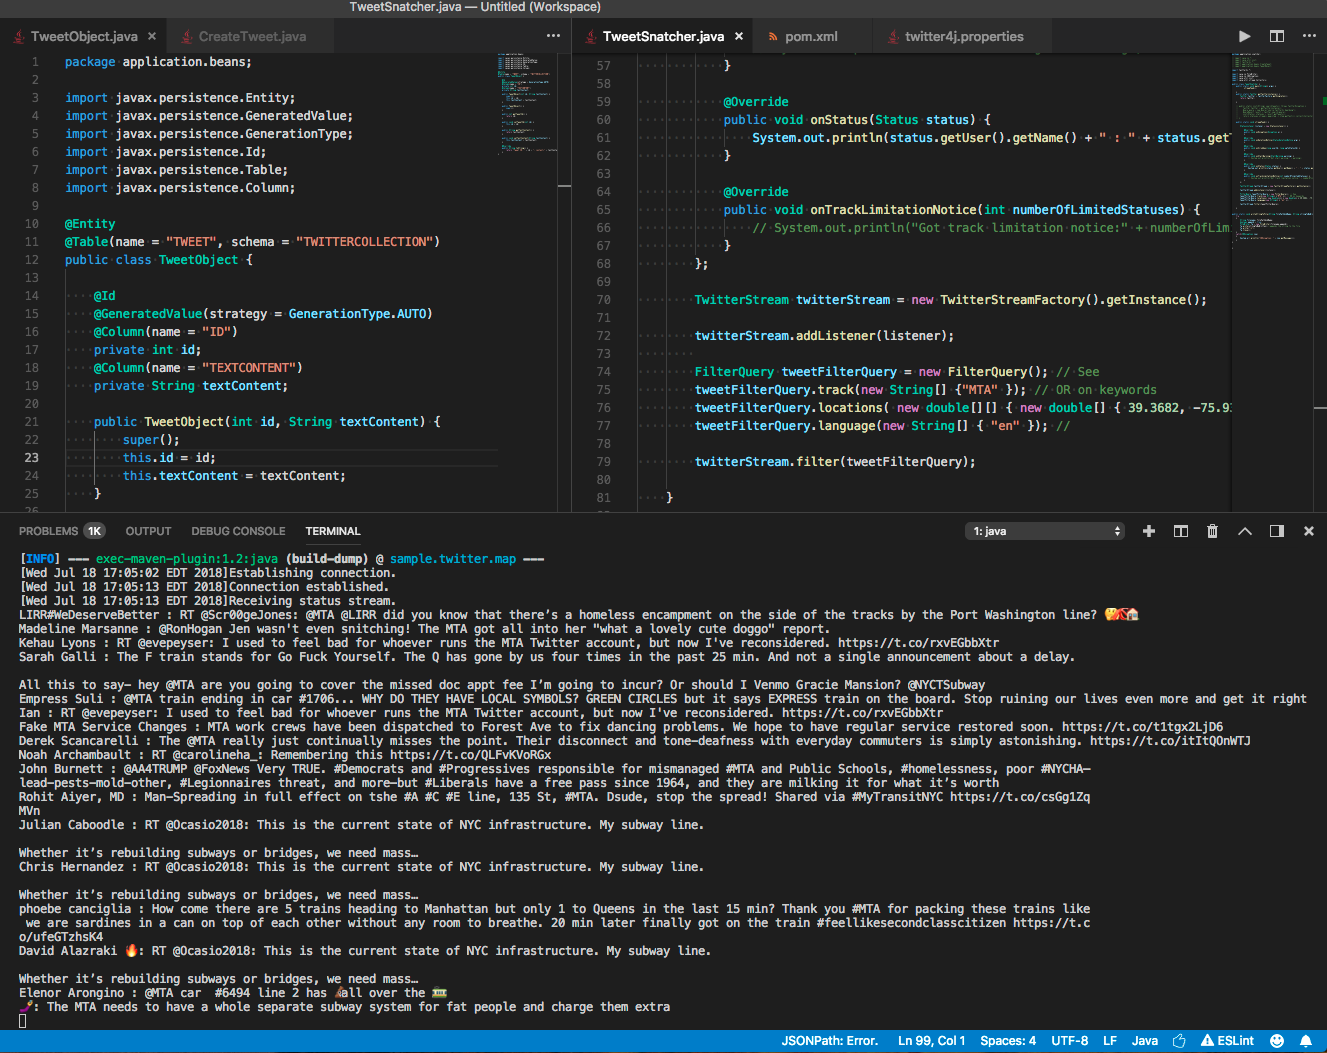 TweetSnatcher.java — Untitled (Workspace)
TweetObject.java ×
CreateTweet.java
...
1 package application.beans;
2
3 import javax.persistence.Entity;
4 import javax.persistence.GeneratedValue;
5 import javax.persistence.GenerationType;
6 import javax.persistence.Id;
7 import javax.persistence.Table;
8 import javax.persistence.Column;
9
10 @Entity
11 @Table(name = "TWEET", schema = "TWITTERCOLLECTION")
12 public class TweetObject {
13
14 @Id
15 @GeneratedValue(strategy = GenerationType.AUTO)
16 @Column(name = "ID")
17 private int id;
18 @Column(name = "TEXTCONTENT")
19 private String textContent;
20
21 public TweetObject(int id, String textContent) {
22 super();
23 this.id = id;
24 this.textContent = textContent;
25 }
26
TweetSnatcher.java ×
pom.xml
twitter4j.properties
...
57 }
58
59 @Override
60 public void onStatus(Status status) {
61 System.out.println(status.getUser().getName() + " : " + status.get
62 }
63
64 @Override
65 public void onTrackLimitationNotice(int numberOfLimitedStatuses) {
66 // System.out.println("Got track limitation notice:" + numberOfLim
67 }
68 };
69
70 TwitterStream twitterStream = new TwitterStreamFactory().getInstance();
71
72 twitterStream.addListener(listener);
73
74 FilterQuery tweetFilterQuery = new FilterQuery(); // See
75 tweetFilterQuery.track(new String[] {"MTA" }); // OR on keywords
76 tweetFilterQuery.locations( new double[][] { new double[] { 39.3682, -75.93
77 tweetFilterQuery.language(new String[] { "en" }); //
78
79 twitterStream.filter(tweetFilterQuery);
80
81 }
PROBLEMS 1K OUTPUT DEBUG CONSOLE TERMINAL
1: java
[INFO] --- exec-maven-plugin:1.2:java (build-dump) @ sample.twitter.map ---
[Wed Jul 18 17:05:02 EDT 2018]Establishing connection.
[Wed Jul 18 17:05:13 EDT 2018]Connection established.
[Wed Jul 18 17:05:13 EDT 2018]Receiving status stream.
LIRR#WeDeserveBetter : RT @Scr00geJones: @MTA @LIRR did you know that there's a homeless encampment on the side of the tracks by the Port Washington line?
Madeline Marsanne : @RonHogan Jen wasn't even snitching! The MTA got all into her "what a lovely cute doggo" report.
Kehau Lyons : RT @evepeyser: I used to feel bad for whoever runs the MTA Twitter account, but now I've reconsidered. https://t.co/rxvEGbbXtr
Sarah Galli : The F train stands for Go Fuck Yourself. The Q has gone by us four times in the past 25 min. And not a single announcement about a delay.

All this to say— hey @MTA are you going to cover the missed doc appt fee I'm going to incur? Or should I Venmo Gracie Mansion? @NYCTSubway
Empress Suli : @MTA train ending in car #1706... WHY DO THEY HAVE LOCAL SYMBOLS? GREEN CIRCLES but it says EXPRESS train on the board. Stop ruining our lives even more and get it right
Ian : RT @evepeyser: I used to feel bad for whoever runs the MTA Twitter account, but now I've reconsidered. https://t.co/rxvEGbbXtr
Fake MTA Service Changes : MTA work crews have been dispatched to Forest Ave to fix dancing problems. We hope to have regular service restored soon. https://t.co/t1tgx2LjD6
Derek Scancarelli : The @MTA really just continually misses the point. Their disconnect and tone-deafness with everyday commuters is simply astonishing. https://t.co/itItQOnWTJ
Noah Archambault : RT @carolineha_: Remembering this https://t.co/QLFvKVoRGx
John Burnett : @AA4TRUMP @FoxNews Very TRUE. #Democrats and #Progressives responsible for mismanaged #MTA and Public Schools, #homelessness, poor #NYCHA—
lead-pests-mold-other, #Legionnaires threat, and more—but #Liberals have a free pass since 1964, and they are milking it for what it's worth
Rohit Aiyer, MD : Man-Spreading in full effect on tshe #A #C #E line, 135 St, #MTA. Dsude, stop the spread! Shared via #MyTransitNYC https://t.co/csGg1Zq
MVn
Julian Caboodle : RT @Ocasio2018: This is the current state of NYC infrastructure. My subway line.

Whether it's rebuilding subways or bridges, we need mass…
Chris Hernandez : RT @Ocasio2018: This is the current state of NYC infrastructure. My subway line.

Whether it's rebuilding subways or bridges, we need mass…
phoebe canciglia : How come there are 5 trains heading to Manhattan but only 1 to Queens in the last 15 min? Thank you #MTA for packing these trains like
we are sardines in a can on top of each other without any room to breathe. 20 min later finally got on the train #feellikesecondclasscitizen https://t.c
o/ufeGTzhsK4
David Alazraki 🔥: RT @Ocasio2018: This is the current state of NYC infrastructure. My subway line.

Whether it's rebuilding subways or bridges, we need mass…
Elenor Arongino : @MTA car #6494 line 2 has all over the
🍆: The MTA needs to have a whole separate subway system for fat people and charge them extra
JSONPath: Error. Ln 99, Col 1 Spaces: 4 UTF-8 LF Java ESLint